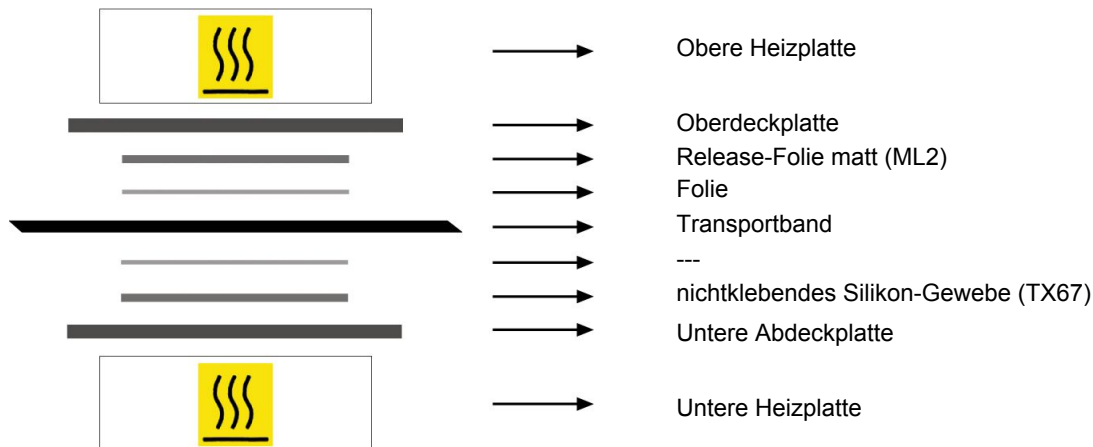 Obere Heizplatte
Oberdeckplatte
Release-Folie matt (ML2)
Folie
Transportband
---
nichtklebendes Silikon-Gewebe (TX67)
Untere Abdeckplatte
Untere Heizplatte